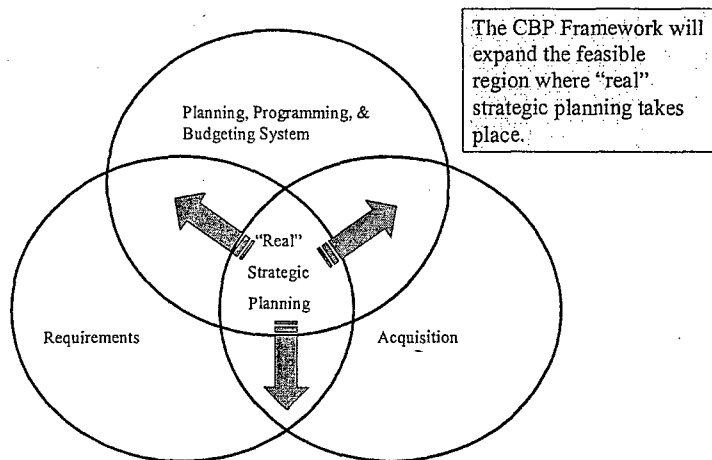 The CBP Framework will
expand the feasible
region where “real”
strategic planning takes
place.
Planning, Programming, &
Budgeting System
“Real”
Strategic
Planning
Requirements
Acquisition